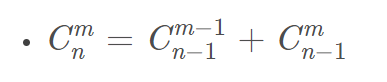 • $C_n^m = C_{n-1}^{m-1} + C_{n-1}^m$